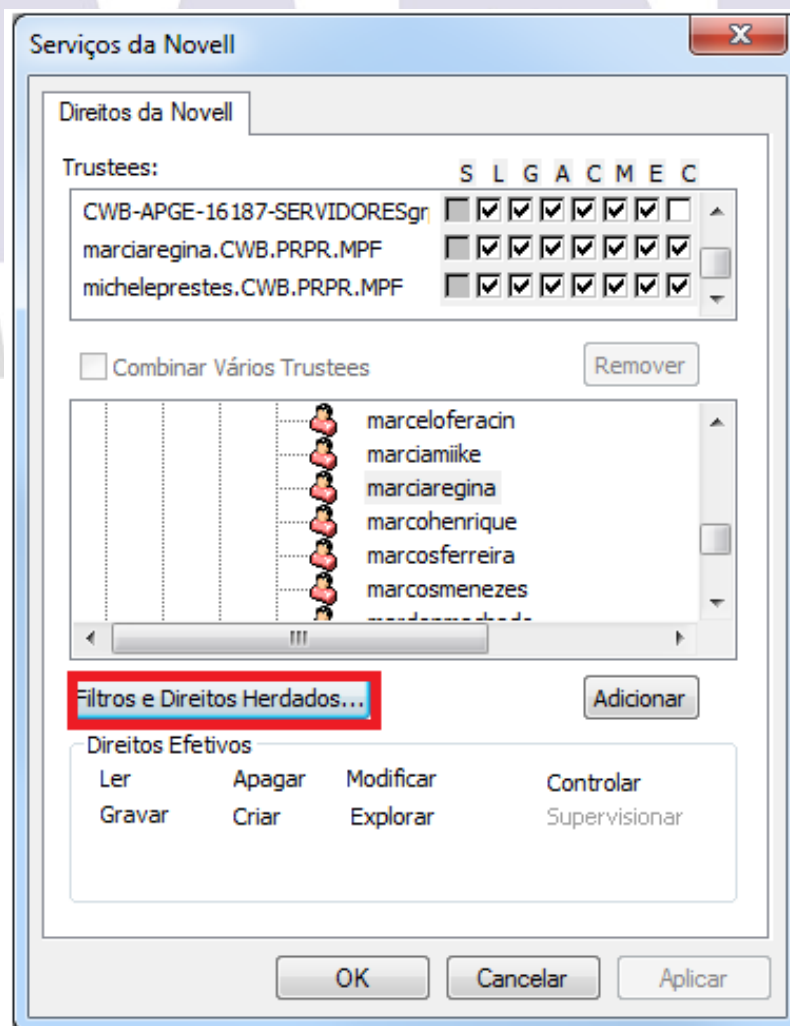 Serviços da Novell
Direitos da Novell
Trustees: S L G A C M E C
CWB-APGE-16187-SERVIDORESgr
marciaregina.CWB.PRPR.MPF
micheleprestes.CWB.PRPR.MPF
Combinar Vários Trustees Remover
marceloferacin
marciamiike
marciaregina
marcohenrique
marcosferreira
marcosmenezes
Filtros e Direitos Herdados... Adicionar
Direitos Efetivos
Ler Apagar Modificar Controlar
Gravar Criar Explorar Supervisionar
OK Cancelar Aplicar